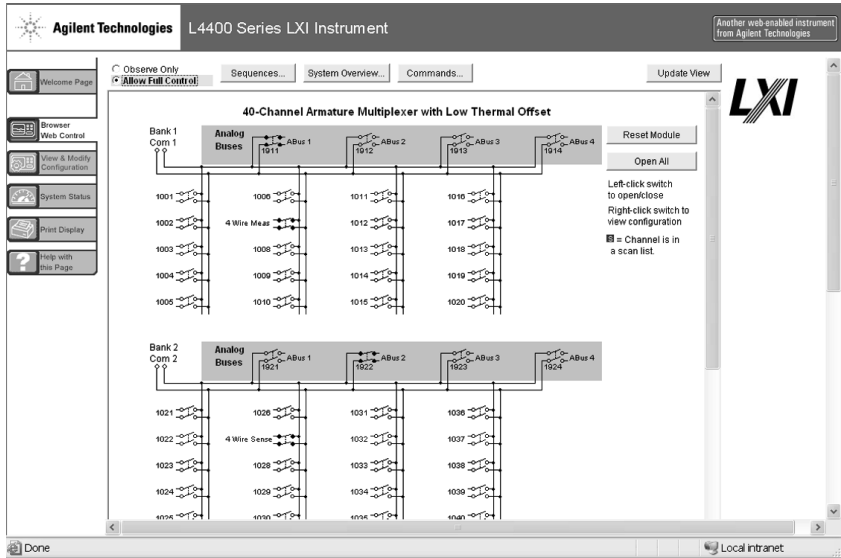 Agilent Technologies
L4400 Series LXI Instrument
Another web-enabled instrument
from Agilent Technologies
Welcome Page
Browser
Web Control
View & Modify
Configuration
System Status
Print Display
Help with
this Page
Observe Only
Allow Full Control
Sequences...
System Overview...
Commands...
Update View
LXI
40-Channel Armature Multiplexer with Low Thermal Offset
Bank 1
Com 1
Analog
Buses
ABus 1
1911
ABus 2
1912
ABus 3
1913
ABus 4
1914
Reset Module
Open All
Left-click switch
to open/close
Right-click switch to
view configuration
S = Channel is in
a scan list.
1001 1006 1011 1016
1002 4 Wire Meas 1012 1017
1003 1008 1013 1018
1004 1009 1014 1019
1005 1010 1015 1020
Bank 2
Com 2
Analog
Buses
ABus 1
1921
ABus 2
1922
ABus 3
1923
ABus 4
1924
1021 1026 1031 1036
1022 4 Wire Sense 1032 1037
1023 1028 1033 1038
1024 1029 1034 1039
1025 1030 1035 1040
Done
Local intranet